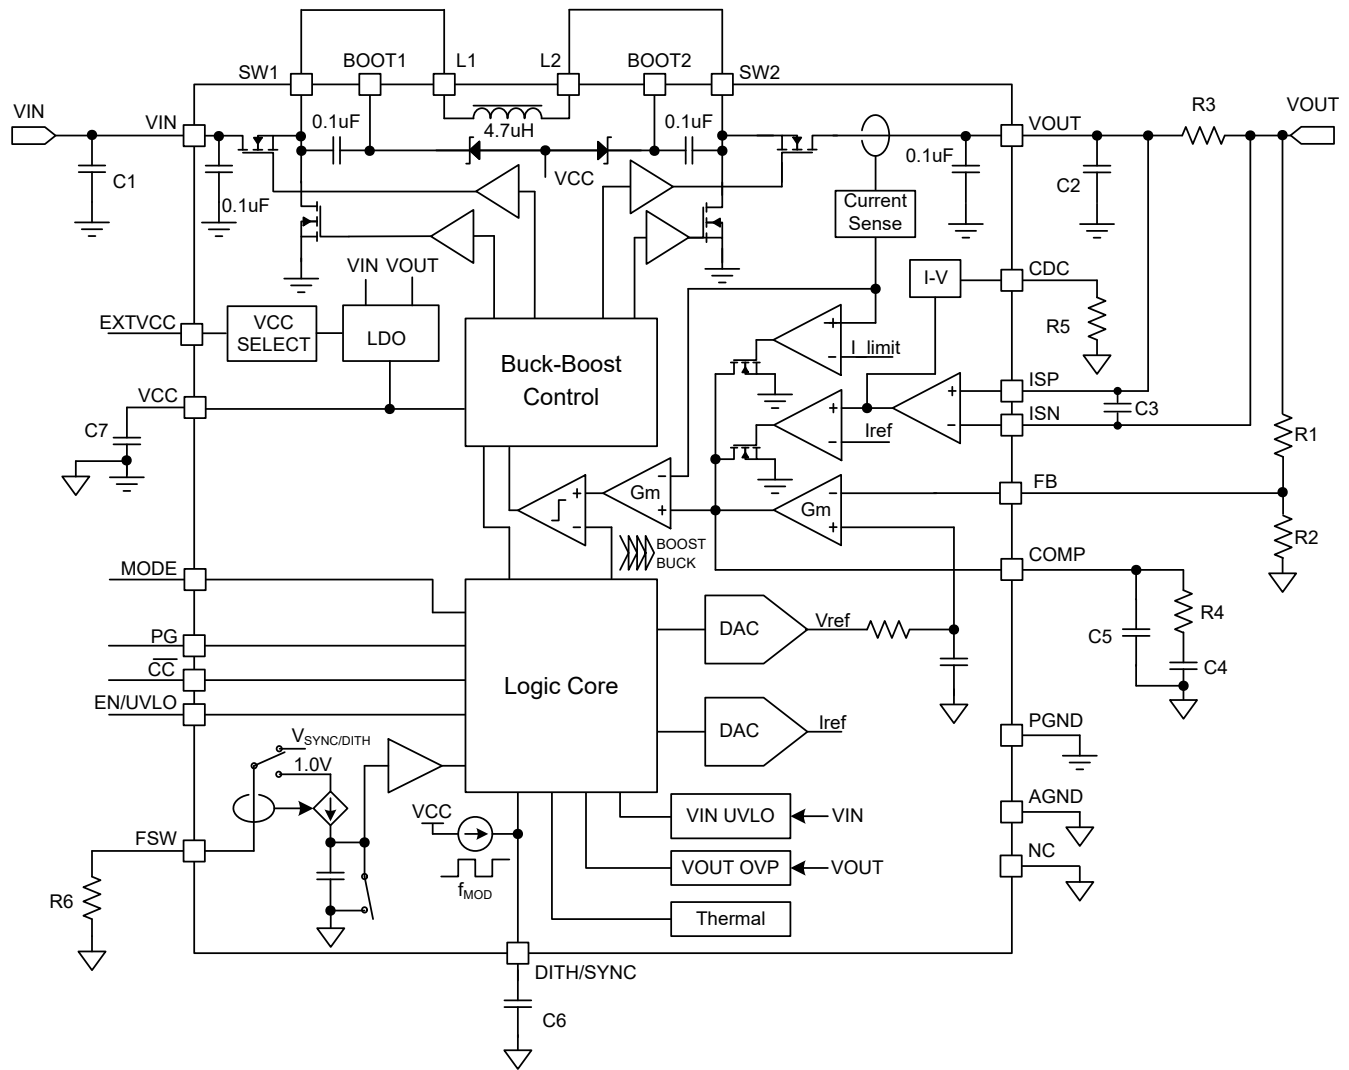 SW1
BOOT1
L1
L2
BOOT2
SW2
VIN
VIN
0.1uF
4.7uH
0.1uF
VCC
0.1uF
VOUT
R3
VOUT
C1
0.1uF
C2
Current
Sense
VIN
VOUT
I-V
CDC
EXTVCC
VCC
SELECT
LDO
R5
Buck-Boost
Control
+
−
I_limit
VCC
C7
+
−
Iref
+
−
ISP
ISN
C3
R1
FB
R2
+
−
Gm
−
+
Gm
−
+
BOOST
BUCK
COMP
MODE
PG
CC
EN/UVLO
Logic Core
DAC
Vref
DAC
Iref
C5
R4
C4
PGND
AGND
NC
VSYNC/DITH
1.0V
FSW
R6
VCC
fMOD
VIN UVLO
VIN
VOUT OVP
VOUT
Thermal
DITH/SYNC
C6